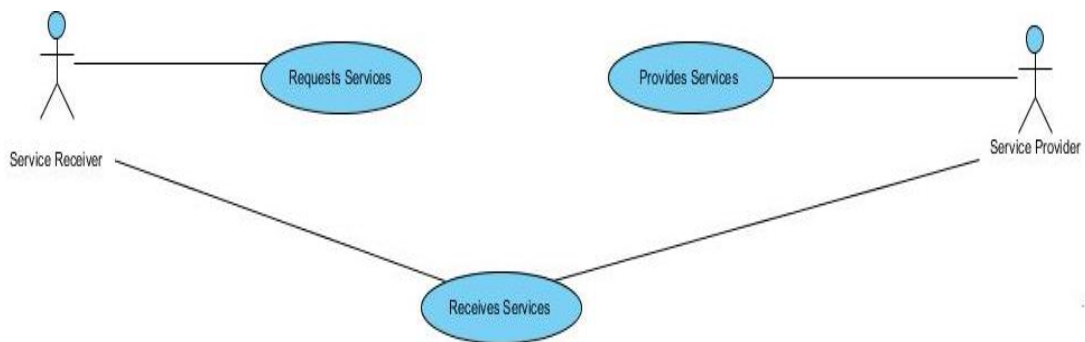 Requests Services
Provides Services
Service Receiver
Service Provider
Receives Services